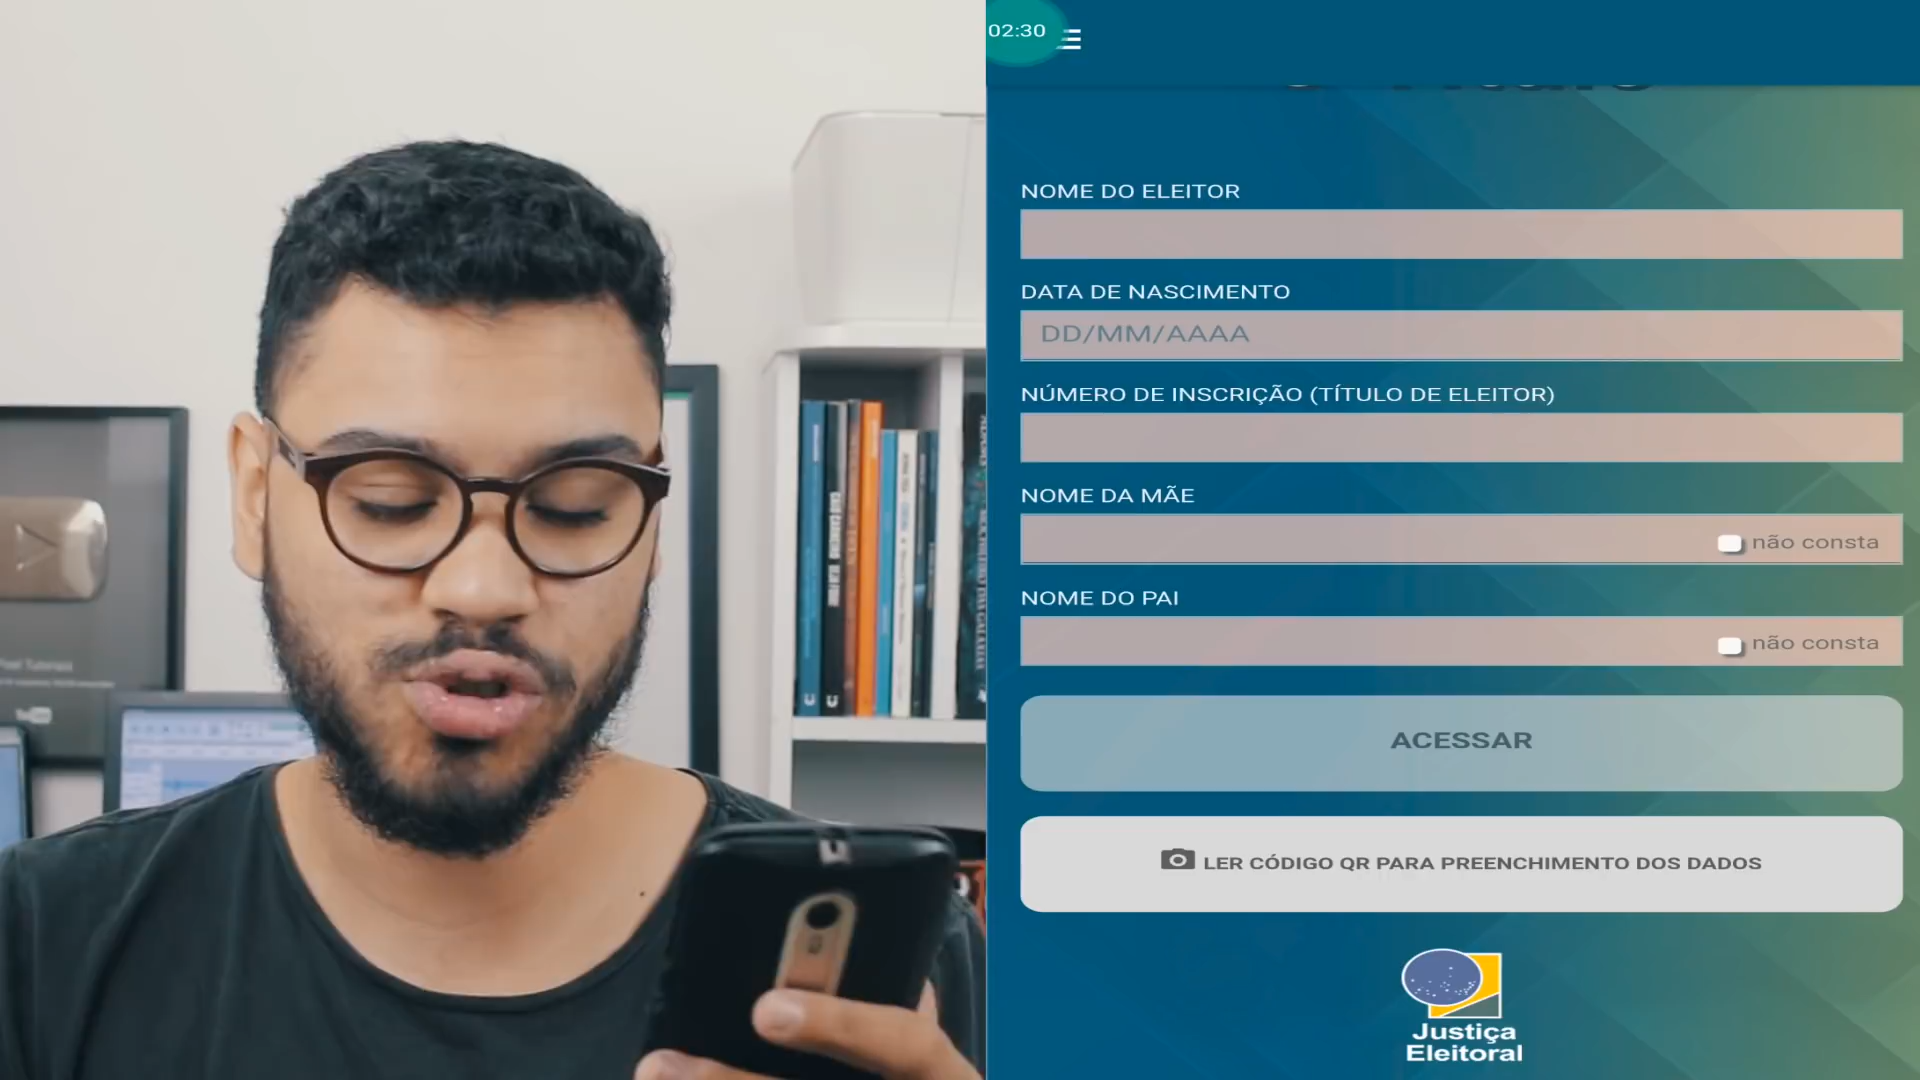 02:30
NOME DO ELEITOR
DATA DE NASCIMENTO
DD/MM/AAAA
NÚMERO DE INSCRIÇÃO (TÍTULO DE ELEITOR)
NOME DA MÃE
não consta
NOME DO PAI
não consta
ACESSAR
LER CÓDIGO QR PARA PREENCHIMENTO DOS DADOS
Justiça
Eleitoral